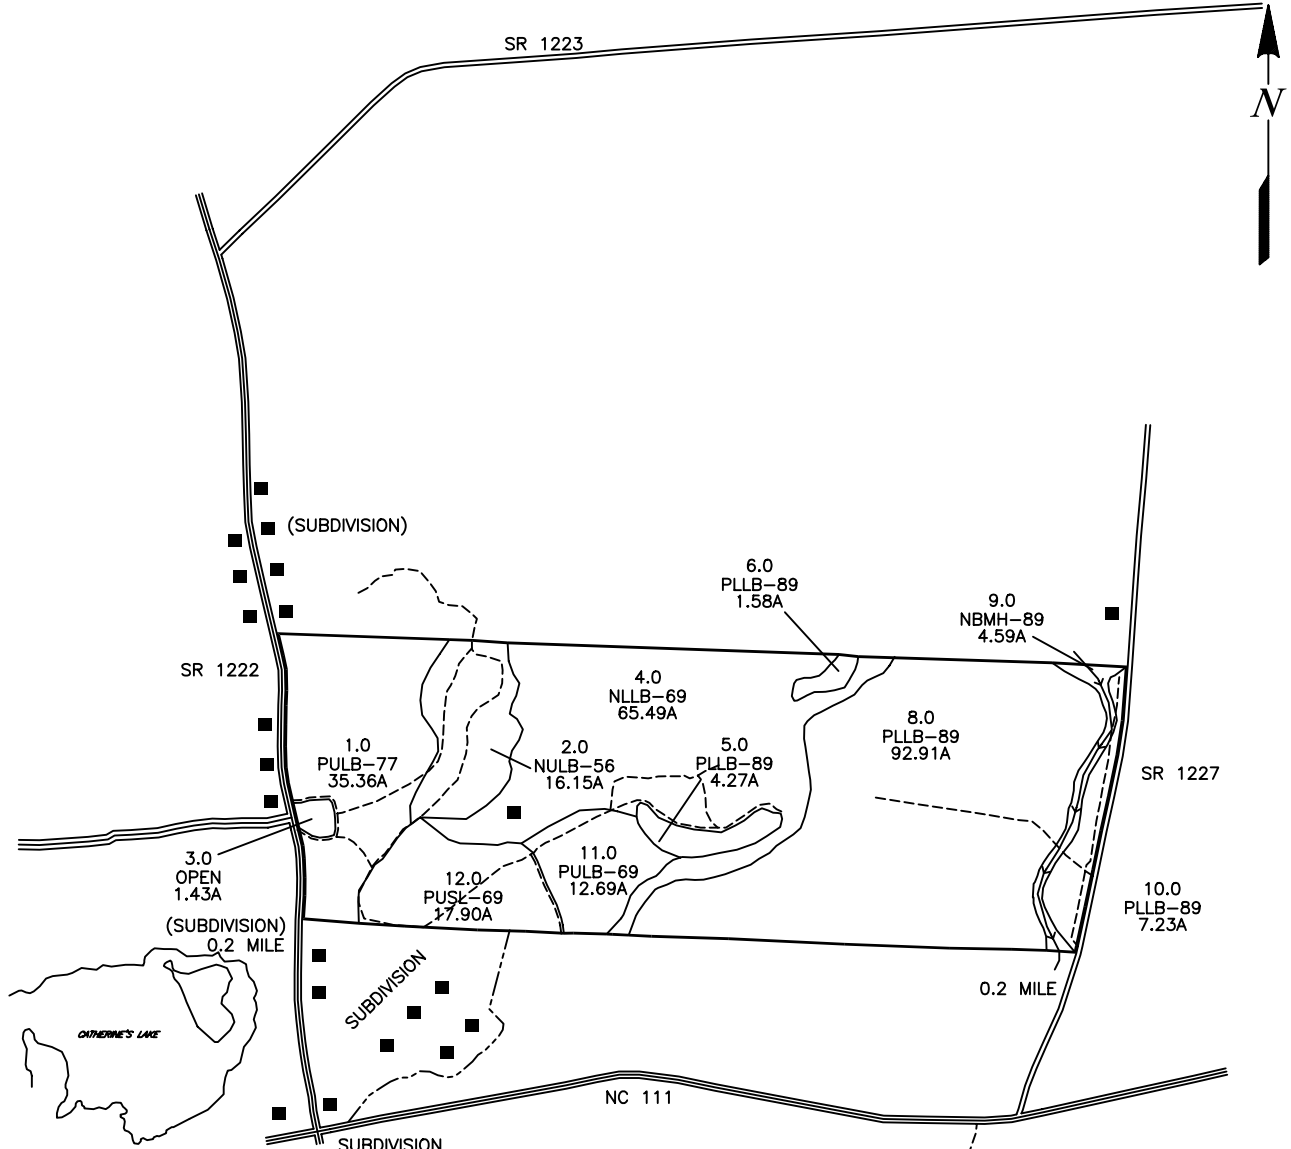 SR 1223
N
(SUBDIVISION)
6.0
PLLB-89
1.58A
9.0
NBMH-89
4.59A
SR 1222
4.0
NLLB-69
65.49A
8.0
PLLB-89
92.91A
1.0
PULB-77
35.36A
2.0
NULB-56
16.15A
5.0
PLLB-89
4.27A
SR 1227
3.0
OPEN
1.43A
11.0
PULB-69
12.69A
12.0
PUSL-69
17.90A
10.0
PLLB-89
7.23A
(SUBDIVISION)
0.2 MILE
SUBDIVISION
0.2 MILE
CATHERINE'S LAKE
NC 111
SUBDIVISION